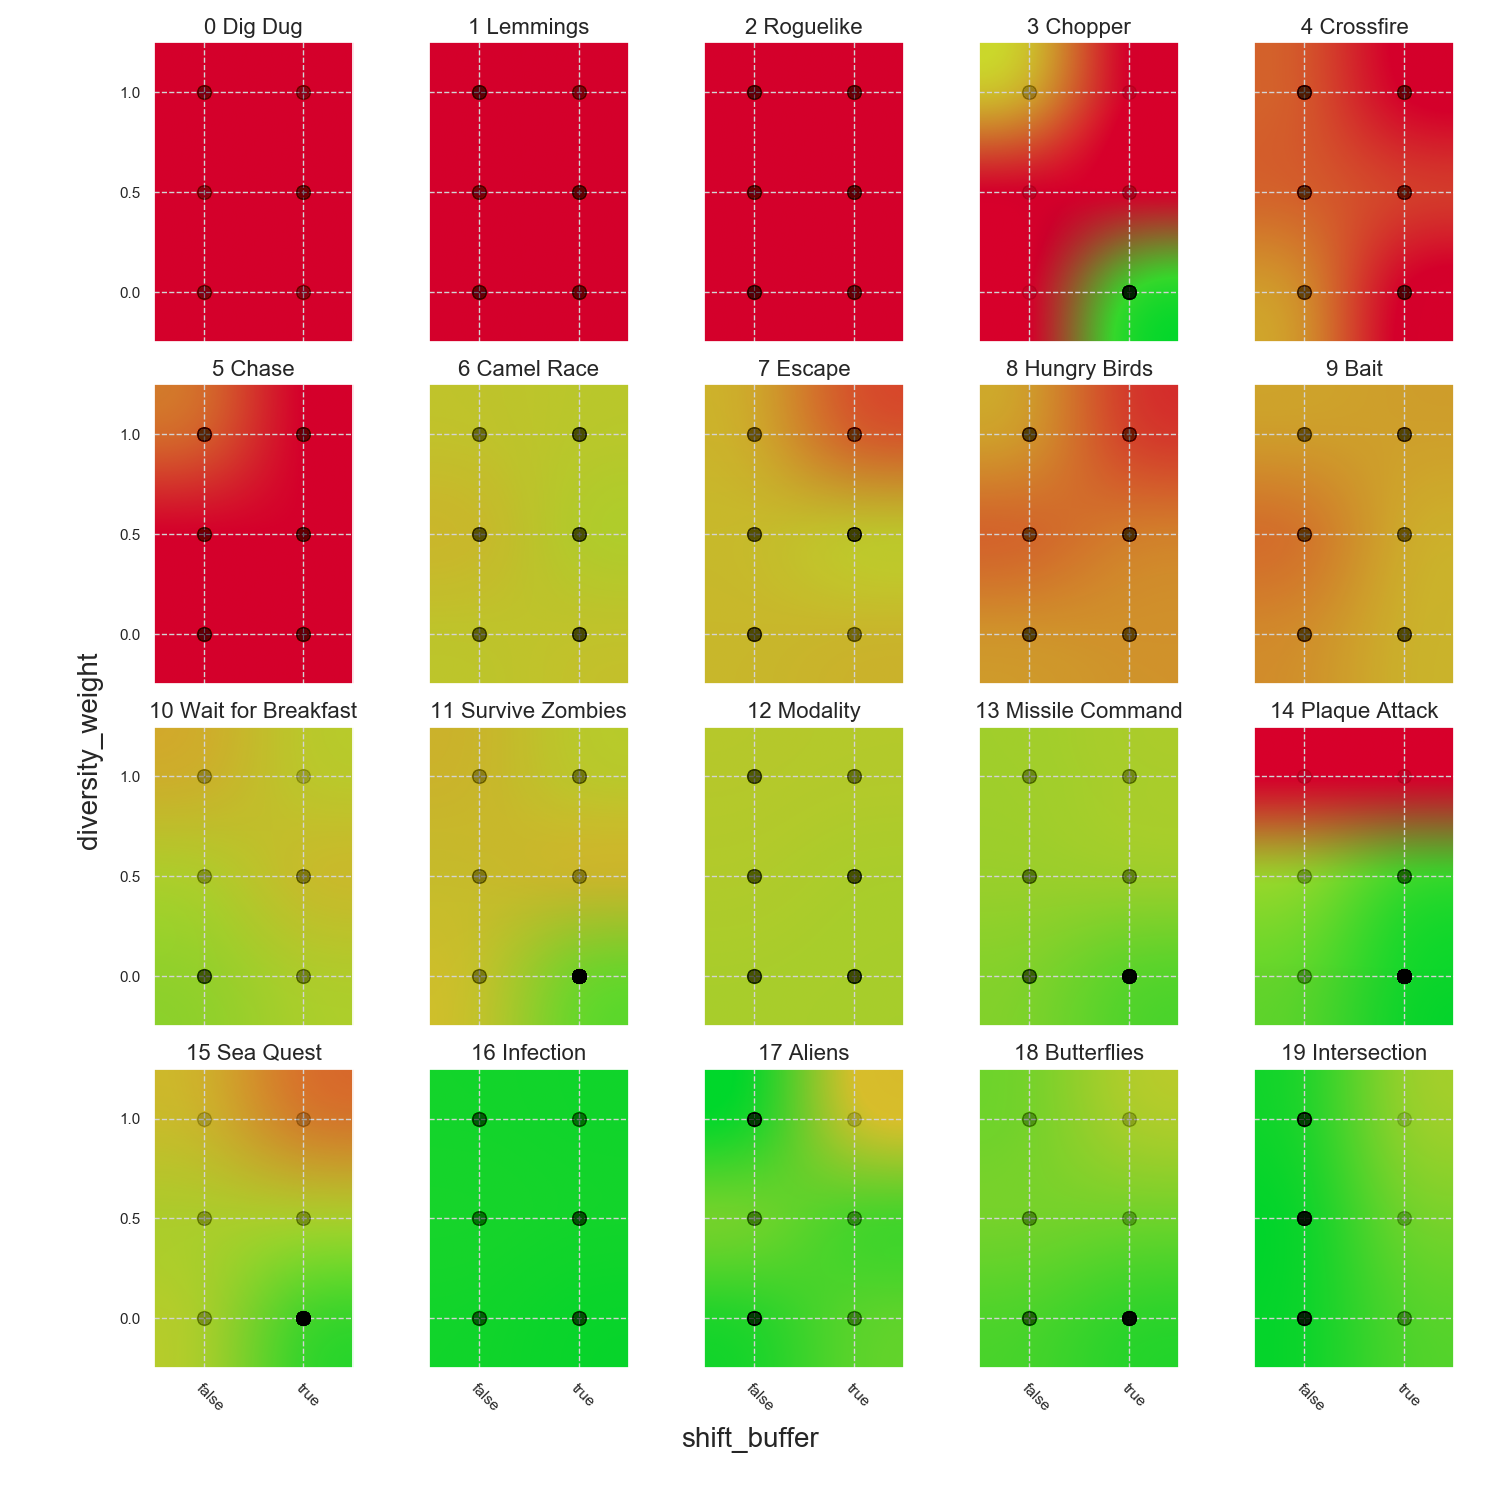 0 Dig Dug
1 Lemmings
2 Roguelike
3 Chopper
4 Crossfire
1.0
0.5
0.0
5 Chase
6 Camel Race
7 Escape
8 Hungry Birds
9 Bait
1.0
0.5
0.0
diversity_weight
10 Wait for Breakfast
11 Survive Zombies
12 Modality
13 Missile Command
14 Plaque Attack
1.0
0.5
0.0
15 Sea Quest
16 Infection
17 Aliens
18 Butterflies
19 Intersection
1.0
0.5
0.0
false
true
false
true
false
true
false
true
false
true
shift_buffer